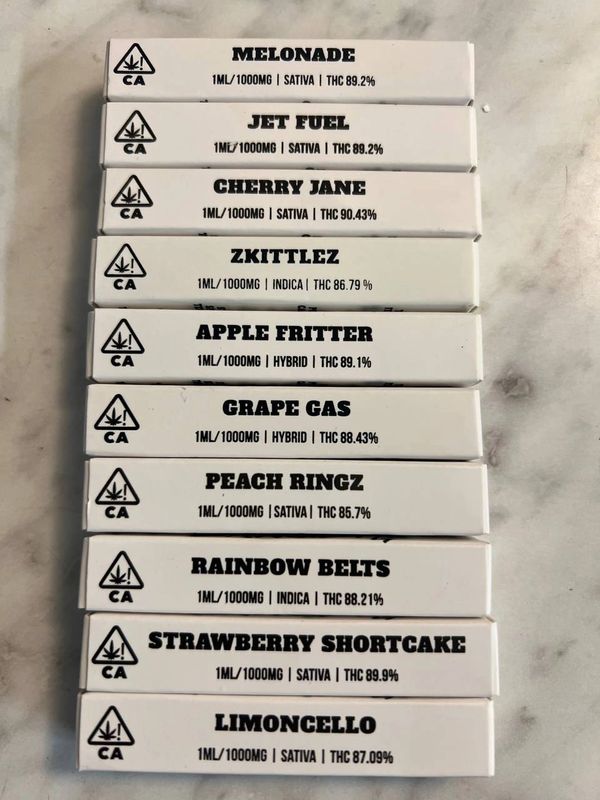 MELONADE
CA
1ML/1000MG | SATIVA | THC 89.2%
JET FUEL
CA
1ML/1000MG | SATIVA | THC 89.2%
CHERRY JANE
CA
1ML/1000MG | SATIVA | THC 90.43%
ZKITTLEZ
CA
1ML/1000MG | INDICA | THC 86.79 %
APPLE FRITTER
CA
1ML/1000MG | HYBRID | THC 89.1%
GRAPE GAS
CA
1ML/1000MG | HYBRID | THC 88.43%
PEACH RINGZ
CA
1ML/1000MG | SATIVA | THC 85.7%
RAINBOW BELTS
CA
1ML/1000MG | INDICA | THC 88.21%
STRAWBERRY SHORTCAKE
CA
1ML/1000MG | SATIVA | THC 89.9%
LIMONCELLO
CA
1ML/1000MG | SATIVA | THC 87.09%